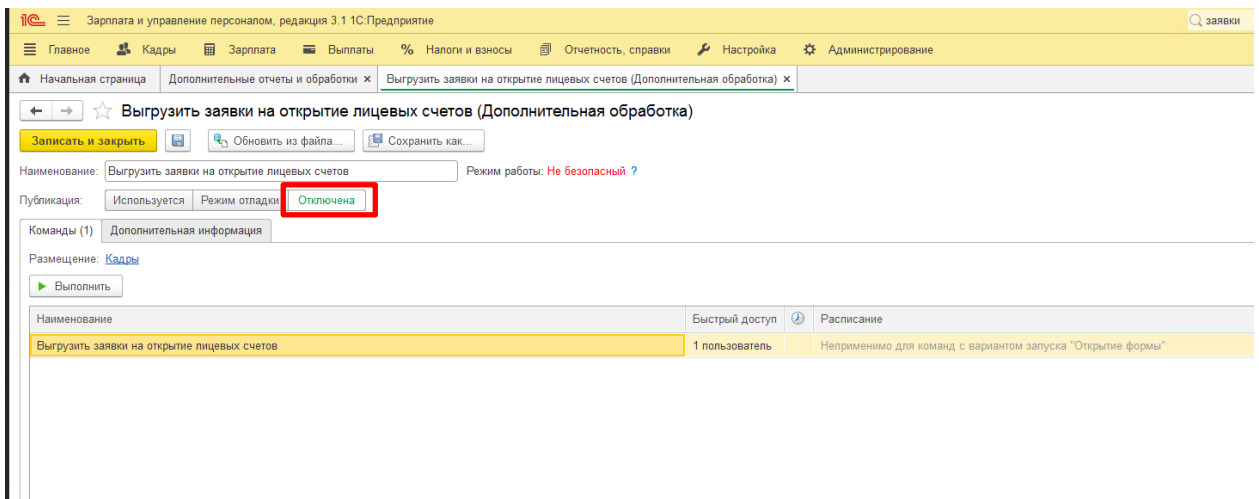 1С Зарплата и управление персоналом, редакция 3.1 1С:Предприятие заявки
Главное Кадры Зарплата Выплаты % Налоги и взносы Отчетность, справки Настройка Администрирование
Начальная страница Дополнительные отчеты и обработки × Выгрузить заявки на открытие лицевых счетов (Дополнительная обработка) ×
Выгрузить заявки на открытие лицевых счетов (Дополнительная обработка)
Записать и закрыть Обновить из файла... Сохранить как...
Наименование: Выгрузить заявки на открытие лицевых счетов Режим работы: Не безопасный ?
Публикация: Используется Режим отладки Отключена
Команды (1) Дополнительная информация
Размещение: Кадры
Выполнить
Наименование Быстрый доступ Расписание
Выгрузить заявки на открытие лицевых счетов 1 пользователь Неприменимо для команд с вариантом запуска "Открытие формы"